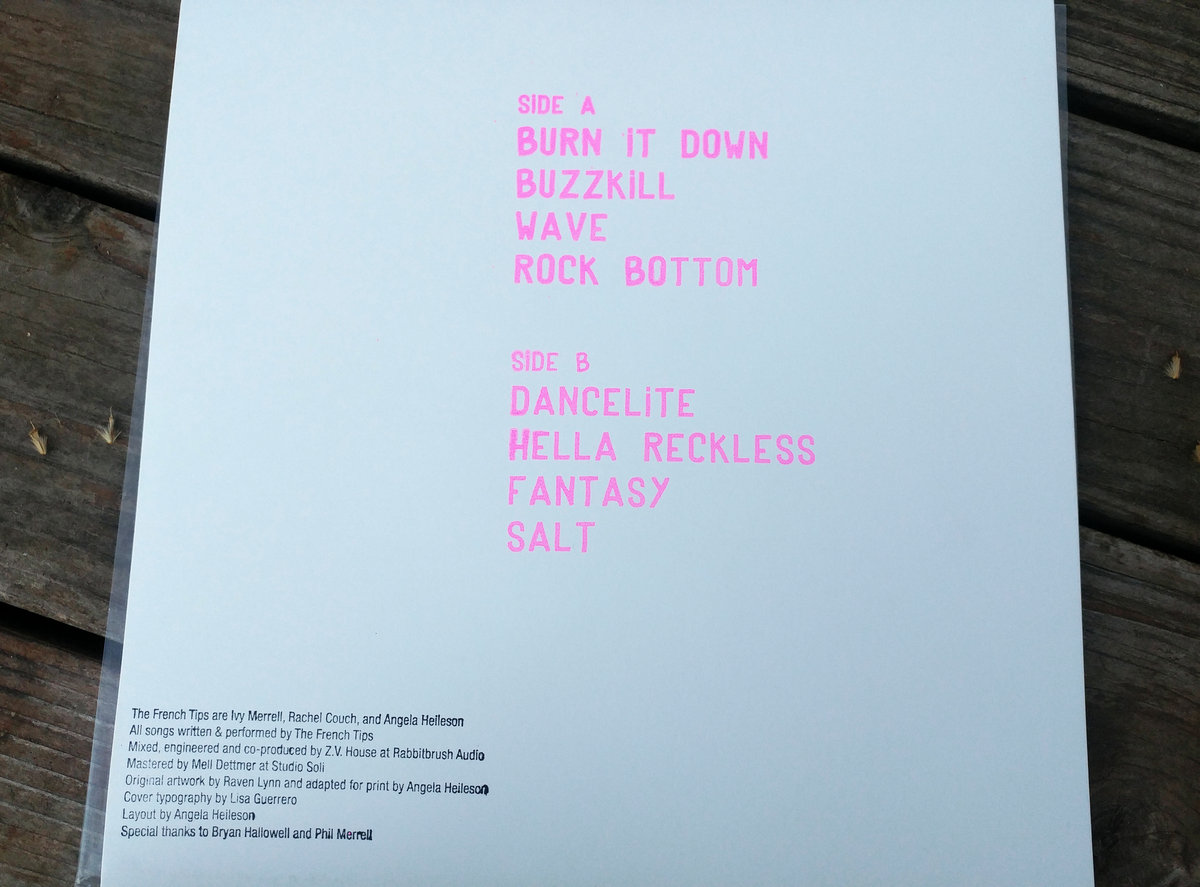 SiDE A
BURN iT DOWN
BUZZKiLL
WAVE
ROCK BOTTOM
SiDE B
DANCELiTE
HELLA RECKLESS
FANTASY
SALT
The French Tips are Ivy Merrell, Rachel Couch, and Angela Heileson
All songs written & performed by The French Tips
Mixed, engineered and co-produced by Z.V. House at Rabbitbrush Audio
Mastered by Mell Dettmer at Studio Soli
Original artwork by Raven Lynn and adapted for print by Angela Heileson
Cover typography by Lisa Guerrero
Layout by Angela Heileson
Special thanks to Bryan Hallowell and Phil Merrell